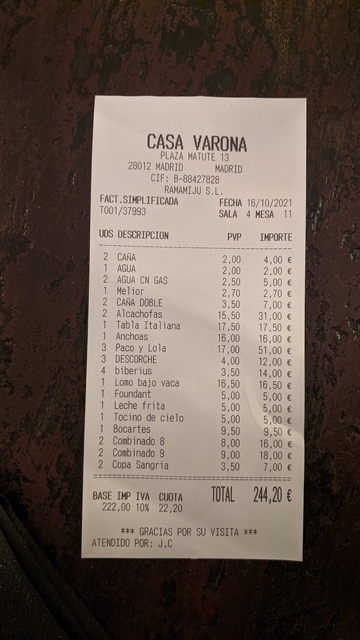 CASA VARONA
PLAZA MATUTE 13
28012 MADRID MADRID
CIF: B-88427828
RAMAMIJU S.L.
FACT.SIMPLIFICADA FECHA 16/10/2021
T001/37993 SALA 4 MESA 11
UDS DESCRIPCION PVP IMPORTE
2 CAÑA 2,00 4,00 €
1 AGUA 2,00 2,00 €
2 AGUA CN GAS 2,50 5,00 €
1 Melior 2,70 2,70 €
2 CAÑA DOBLE 3,50 7,00 €
2 Alcachofas 15,50 31,00 €
1 Tabla Italiana 17,50 17,50 €
1 Anchoas 16,00 16,00 €
3 Paco y Lola 17,00 51,00 €
3 DESCORCHE 4,00 12,00 €
4 biberius 3,50 14,00 €
1 Lomo bajo vaca 16,50 16,50 €
1 Foundant 5,00 5,00 €
1 Leche frita 5,00 5,00 €
1 Tocino de cielo 5,00 5,00 €
1 Bocartes 9,50 9,50 €
2 Combinado 8 8,00 16,00 €
2 Combinado 9 9,00 18,00 €
2 Copa Sangria 3,50 7,00 €
BASE IMP IVA CUOTA TOTAL 244,20 €
222,00 10% 22,20
*** GRACIAS POR SU VISITA ***
ATENDIDO POR: J,C